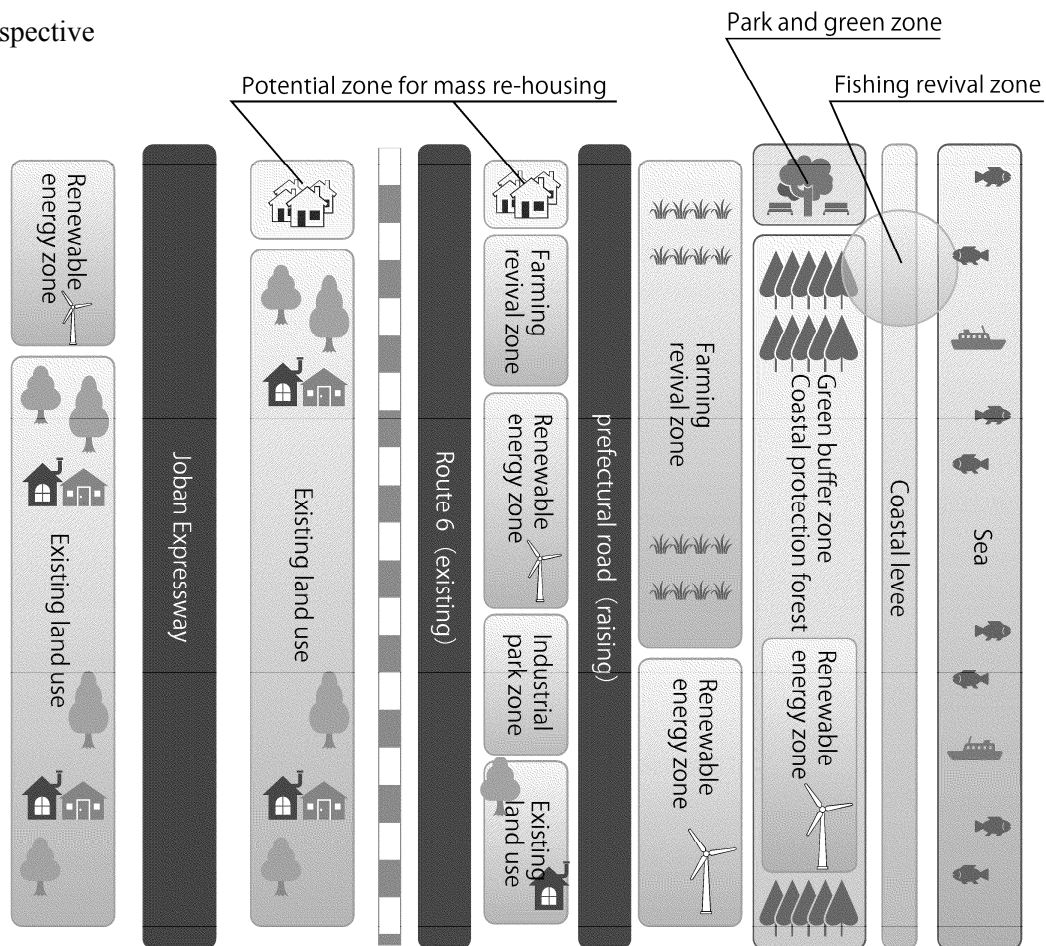 spective
Park and green zone
Potential zone for mass re-housing
Fishing revival zone
Renewable
energy zone
Existing land use
Joban Expressway
Existing land use
Route 6 (existing)
Farming
revival zone
Renewable
energy zone
Industrial
park zone
Existing
land use
prefectural road (raising)
Farming
revival zone
Renewable
energy zone
Green buffer zone
Coastal protection forest
Renewable
energy zone
Coastal levee
Sea